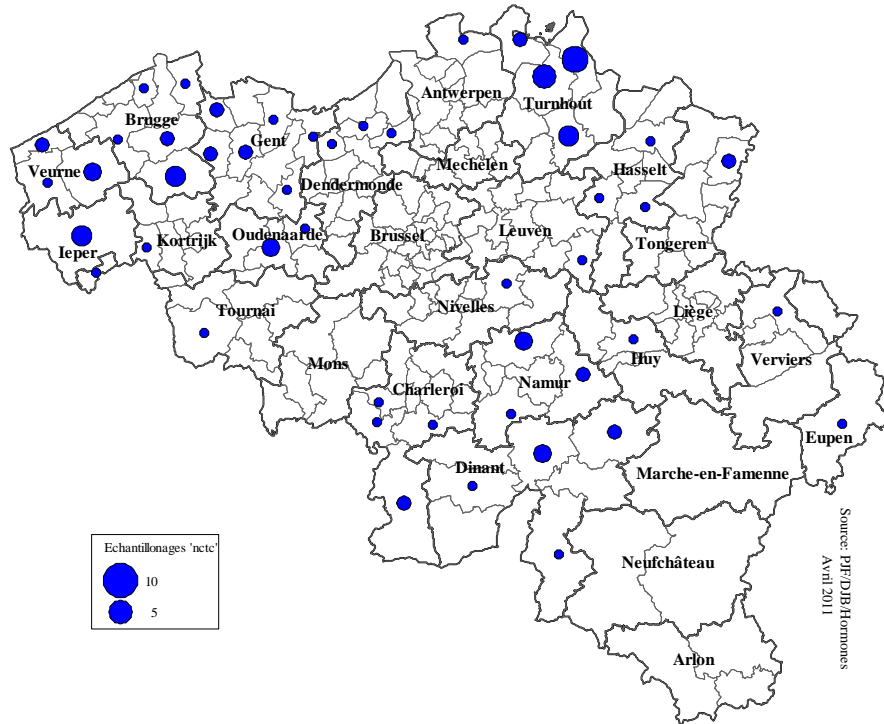 Antwerpen
Turnhout
Brugge
Gent
Mechelen
Hasselt
Veurne
Dendermonde
Ieper
Kortrijk
Oudenaarde
Brussel
Leuven
Tongeren
Tournai
Nivelles
Liège
Mons
Huy
Verviers
Charleroi
Namur
Eupen
Dinant
Marche-en-Famenne
Neufchâteau
Arlon
Echantillonages 'nctc'
10
5
Source: PJF/DJB/Hormones
Avril 2011